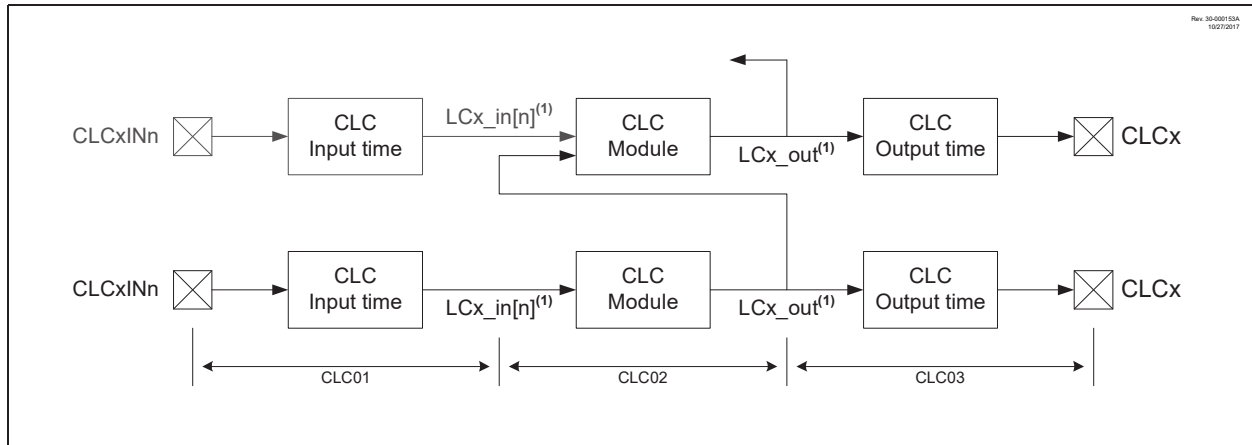 Rev. 30-000153A
10/27/2017
CLCxINn
CLC
Input time
LCx_in[n](1)
CLC
Module
LCx_out(1)
CLC
Output time
CLCx
CLCxINn
CLC
Input time
LCx_in[n](1)
CLC
Module
LCx_out(1)
CLC
Output time
CLCx
CLC01
CLC02
CLC03